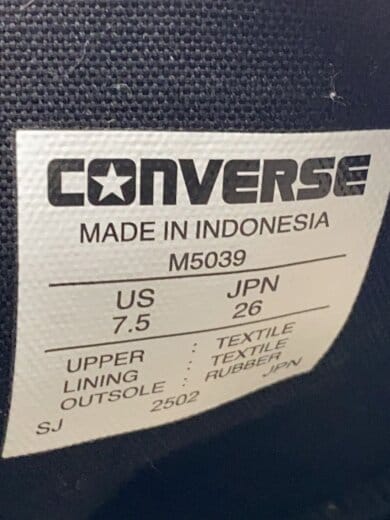 CONVERSE
MADE IN INDONESIA
M5039
US JPN
7.5 26
UPPER : TEXTILE
LINING : TEXTILE
OUTSOLE : RUBBER
SJ 2502 JPN